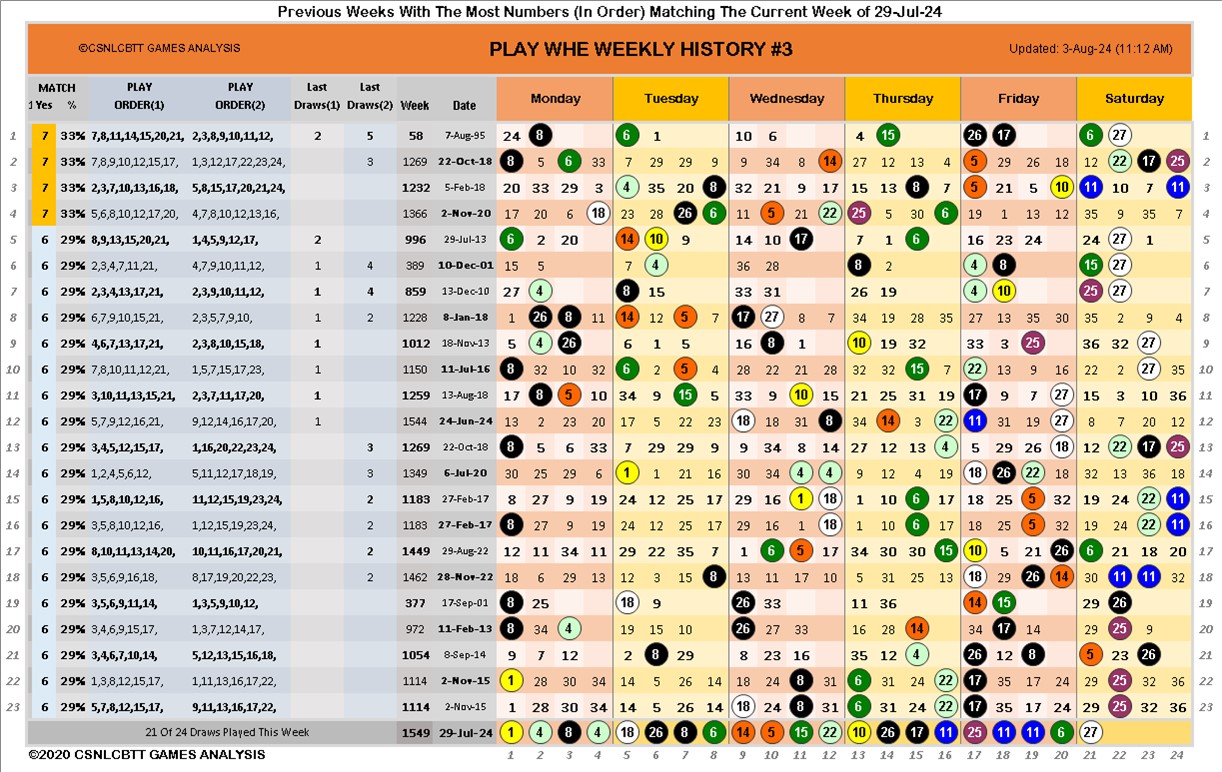 Previous Weeks With The Most Numbers (In Order) Matching The Current Week of 29-Jul-24
©CSNLCBTT GAMES ANALYSIS PLAY WHE WEEKLY HISTORY #3 Updated: 3-Aug-24 (11:12 AM)
MATCH PLAY PLAY Last Last
1 Yes % ORDER(1) ORDER(2) Draws(1) Draws(2) Week Date Monday Tuesday Wednesday Thursday Friday Saturday
1 7 33% 7,8,11,14,15,20,21, 2,3,8,9,10,11,12, 2 5 58 7-Aug-95 24 8 6 1 10 6 4 15 26 17 6 27 1
2 7 33% 7,8,9,10,12,15,17, 1,3,12,17,22,23,24, 3 1269 22-Oct-18 8 5 6 33 7 29 29 9 9 34 8 14 27 12 13 4 5 29 26 18 12 22 23 25 2
3 7 33% 2,3,7,10,13,16,18, 5,8,15,17,20,21,24, 1232 5-Feb-18 20 33 29 3 4 35 20 8 32 21 9 17 15 13 8 7 5 21 5 10 11 10 7 11 3
4 7 33% 5,6,8,10,12,17,20, 4,7,8,10,12,13,16, 1366 2-Nov-20 17 20 6 18 23 28 26 8 11 5 21 22 25 5 30 16 19 1 13 12 35 9 35 7 4
5 6 29% 8,9,13,15,20,21, 1,4,5,9,12,17, 2 996 29-Jul-13 6 2 20 14 10 9 14 10 17 7 1 6 16 23 24 24 27 1 5
6 6 29% 2,3,4,7,11,21, 4,7,9,10,11,12, 1 4 389 10-Dec-01 15 5 7 4 36 28 8 2 4 8 15 27 6
7 6 29% 2,3,4,13,17,21, 2,3,9,10,11,12, 1 4 859 13-Dec-10 27 4 8 15 33 31 26 19 4 10 25 27 7
8 6 29% 6,7,9,10,15,21, 2,3,5,7,9,10, 1 2 1228 8-Jan-18 1 26 8 11 14 12 5 7 17 27 8 7 34 19 28 35 27 13 35 30 35 2 9 4 8
9 6 29% 4,6,7,13,17,21, 2,3,8,10,15,18, 1 1012 18-Nov-13 5 4 26 6 1 5 16 8 1 10 19 32 33 3 25 36 32 27 9
10 6 29% 7,8,10,11,12,21, 1,5,7,15,17,23, 1 1150 11-Jul-16 8 32 10 32 6 2 5 4 28 22 21 28 32 32 15 7 22 13 9 16 22 2 27 35 10
11 6 29% 3,10,11,13,15,21, 2,3,7,11,17,20, 1 1259 13-Aug-18 17 8 5 10 34 9 15 5 33 9 10 15 21 25 31 19 17 9 7 27 15 3 10 36 11
12 6 29% 5,7,9,13,16,21, 9,12,14,16,17,20, 1 1544 24-Jun-24 13 2 23 20 17 5 22 23 18 18 31 8 34 14 3 22 11 31 19 27 12 7 9 36 12
13 6 29% 3,4,5,12,15,17, 1,16,20,22,23,24, 3 1269 22-Oct-18 8 5 6 33 7 29 29 9 9 34 8 14 27 12 13 4 5 29 26 18 12 22 17 25 13
14 6 29% 1,2,4,5,6,12, 5,11,12,17,18,19, 3 1349 6-Jul-20 30 25 29 6 1 1 21 16 30 34 4 4 9 12 4 19 18 26 22 18 32 13 36 18 14
15 6 29% 1,5,8,10,12,16, 11,12,15,19,23,24, 2 1183 27-Feb-17 8 27 9 19 24 12 25 17 29 16 1 18 1 10 6 17 18 25 5 32 19 24 22 11 15
16 6 29% 3,5,8,10,12,16, 1,12,15,19,23,24, 2 1183 27-Feb-17 8 27 9 19 24 12 25 17 29 16 1 18 1 10 6 17 18 25 5 32 19 24 22 11 16
17 6 29% 8,10,11,13,14,20, 10,11,16,17,20,21, 2 1449 29-Aug-22 12 11 34 11 29 22 35 7 1 6 5 17 34 30 30 15 10 5 21 26 6 21 18 20 17
18 6 29% 3,5,6,9,16,18, 8,17,19,20,22,23, 2 1462 28-Nov-22 18 6 29 13 12 3 15 8 13 11 17 10 5 31 25 13 18 29 26 14 30 11 11 32 18
19 6 29% 3,5,6,9,11,14, 1,3,5,9,10,12, 377 17-Sep-01 8 25 18 9 26 33 11 36 14 15 29 26 19
20 6 29% 3,4,6,9,15,17, 1,3,7,12,14,17, 972 11-Feb-13 8 34 4 19 15 10 26 27 33 16 28 14 34 17 14 29 25 9 20
21 6 29% 3,4,6,7,10,14, 5,12,13,15,16,18, 1054 8-Sep-14 9 7 12 2 6 29 8 23 16 35 12 4 26 12 8 5 23 26 21
22 6 29% 1,3,8,12,15,17, 1,11,13,16,17,22, 1114 2-Nov-15 1 28 30 34 14 5 26 14 18 24 8 31 6 31 24 22 17 35 17 24 29 25 32 36 22
23 6 29% 5,7,8,12,15,17, 9,11,13,16,17,22, 1114 2-Nov-15 1 28 30 34 14 5 26 14 18 24 8 31 6 31 24 22 17 35 17 24 29 25 32 36 23
21 Of 24 Draws Played This Week 1549 29-Jul-24 1 4 8 4 18 26 8 6 14 5 15 22 10 26 17 11 25 11 11 6 27
©2020 CSNLCBTT GAMES ANALYSIS 1 2 3 4 5 6 7 8 9 10 11 12 13 14 15 16 17 18 19 20 21 22 23 24